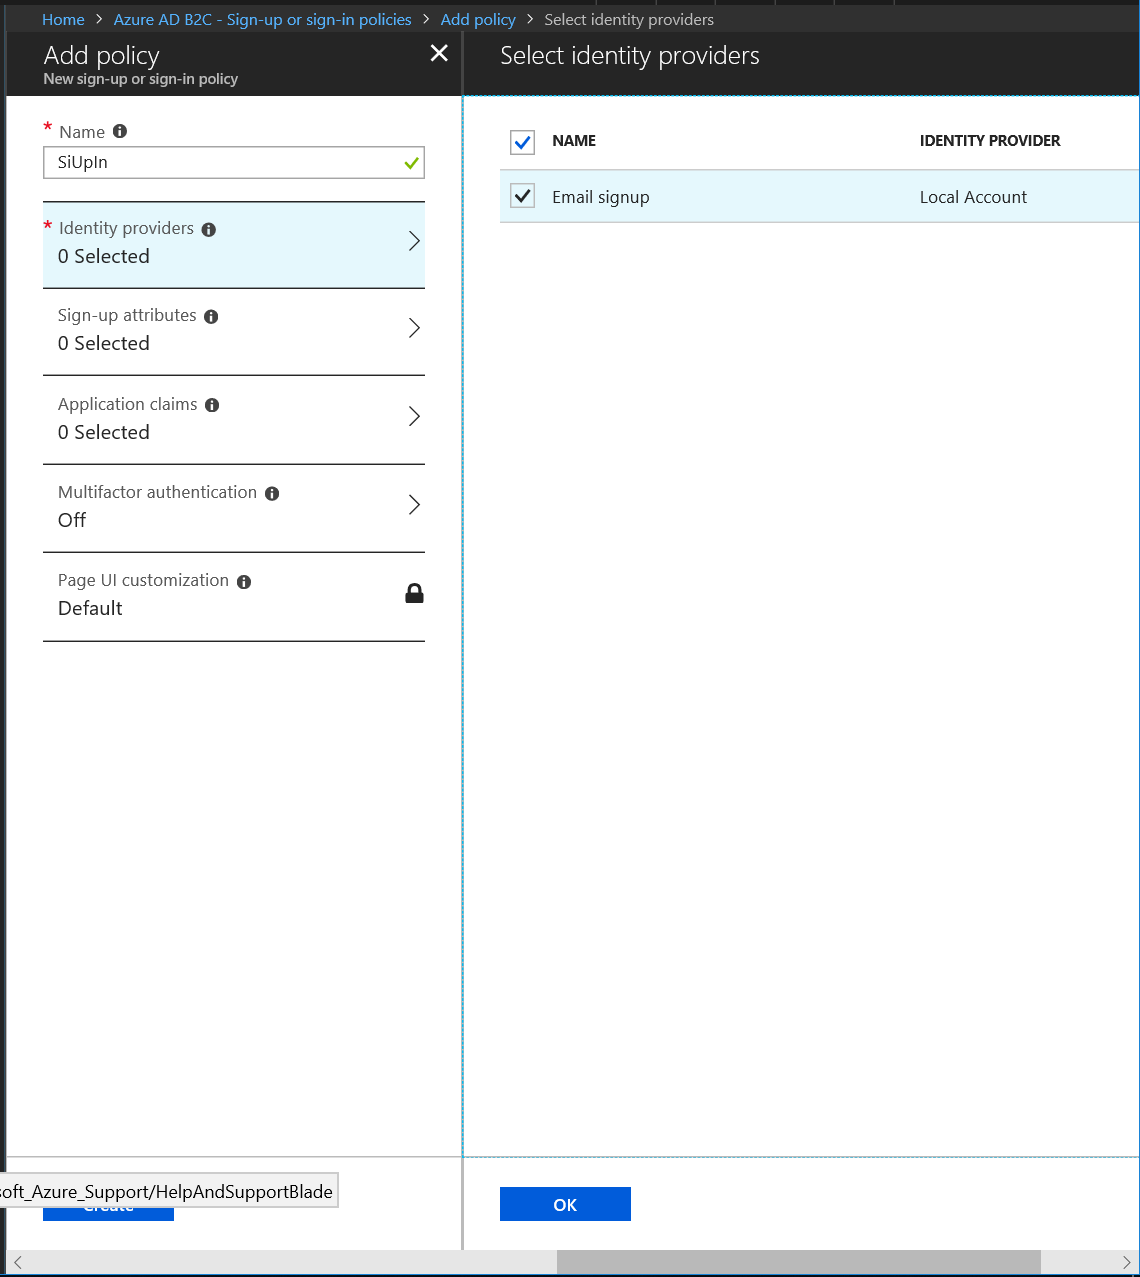 Home > Azure AD B2C - Sign-up or sign-in policies > Add policy > Select identity providers
Add policy
New sign-up or sign-in policy
* Name
SiUpIn
* Identity providers
0 Selected
Sign-up attributes
0 Selected
Application claims
0 Selected
Multifactor authentication
Off
Page UI customization
Default
soft_Azure_Support/HelpAndSupportBlade
Create
Select identity providers
NAME IDENTITY PROVIDER
Email signup Local Account
OK